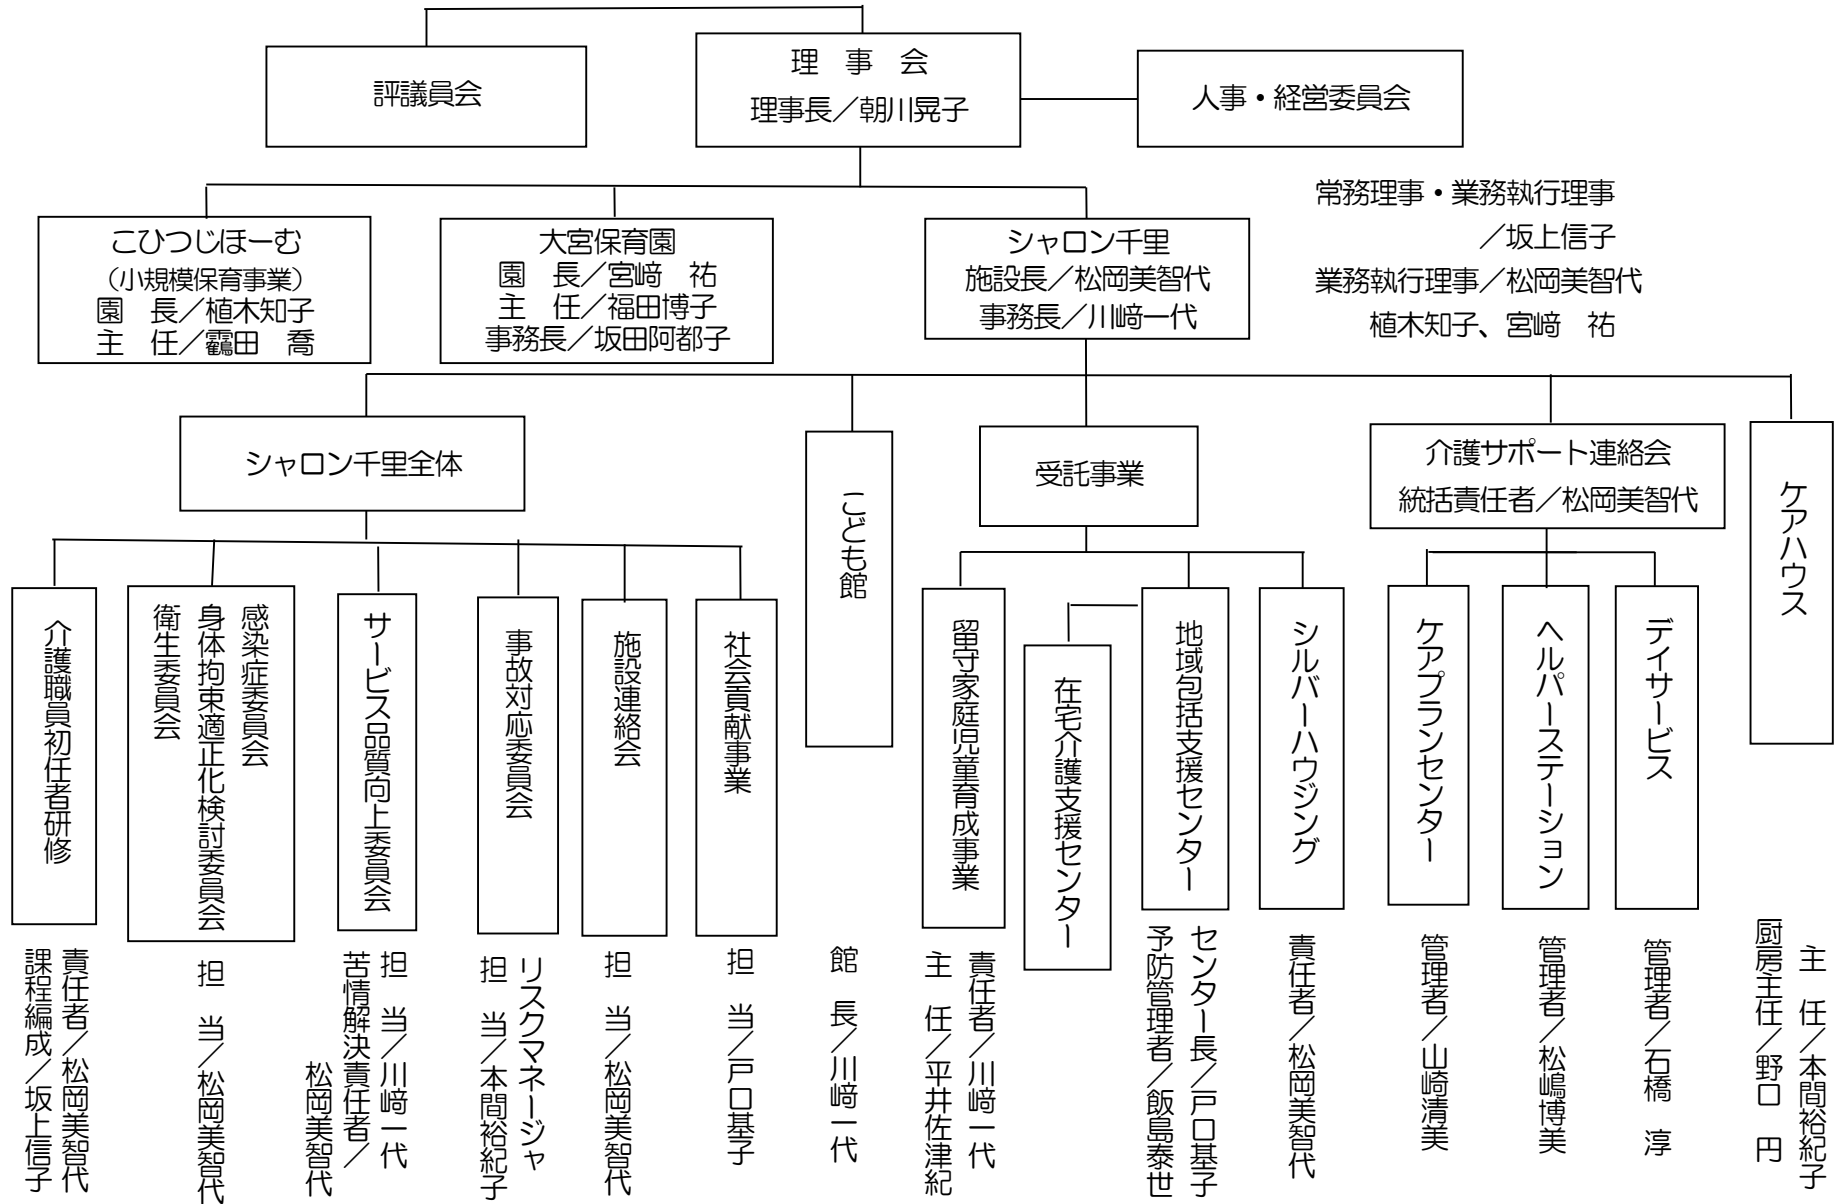 評議員会
理　事　会
理事長／朝川晃子
人事・経営委員会
常務理事・業務執行理事
／坂上信子
業務執行理事／松岡美智代
植木知子、宮﨑　祐
こひつじほーむ
（小規模保育事業）
園　長／植木知子
主　任／靍田　喬
大宮保育園
園　長／宮﨑　祐
主　任／福田博子
事務長／坂田阿都子
シャロン千里
施設長／松岡美智代
事務長／川﨑一代
シャロン千里全体
こども館
館　長／川﨑一代
受託事業
介護サポート連絡会
統括責任者／松岡美智代
ケアハウス
主　任／本間裕紀子
厨房主任／野口　円
介護職員初任者研修
責任者／松岡美智代
課程編成／坂上信子
感染症委員会
身体拘束適正化検討委員会
衛生委員会
担　当／松岡美智代
サービス品質向上委員会
担　当／川﨑一代
苦情解決責任者／
松岡美智代
事故対応委員会
リスクマネージャ
担　当／本間裕紀子
施設連絡会
担　当／松岡美智代
社会貢献事業
担　当／戸口基子
留守家庭児童育成事業
責任者／川﨑一代
主　任／平井佐津紀
在宅介護支援センター
地域包括支援センター
センター長／戸口基子
予防管理者／飯島泰世
シルバーハウジング
責任者／松岡美智代
ケアプランセンター
管理者／山崎清美
ヘルパーステーション
管理者／松嶋博美
デイサービス
管理者／石橋　淳